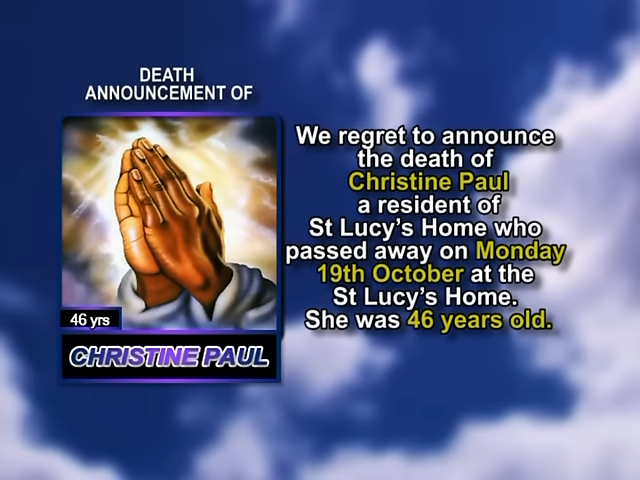 DEATH
ANNOUNCEMENT OF
46 yrs
CHRISTINE PAUL
We regret to announce
the death of
Christine Paul
a resident of
St Lucy's Home who
passed away on Monday
19th October at the
St Lucy's Home.
She was 46 years old.